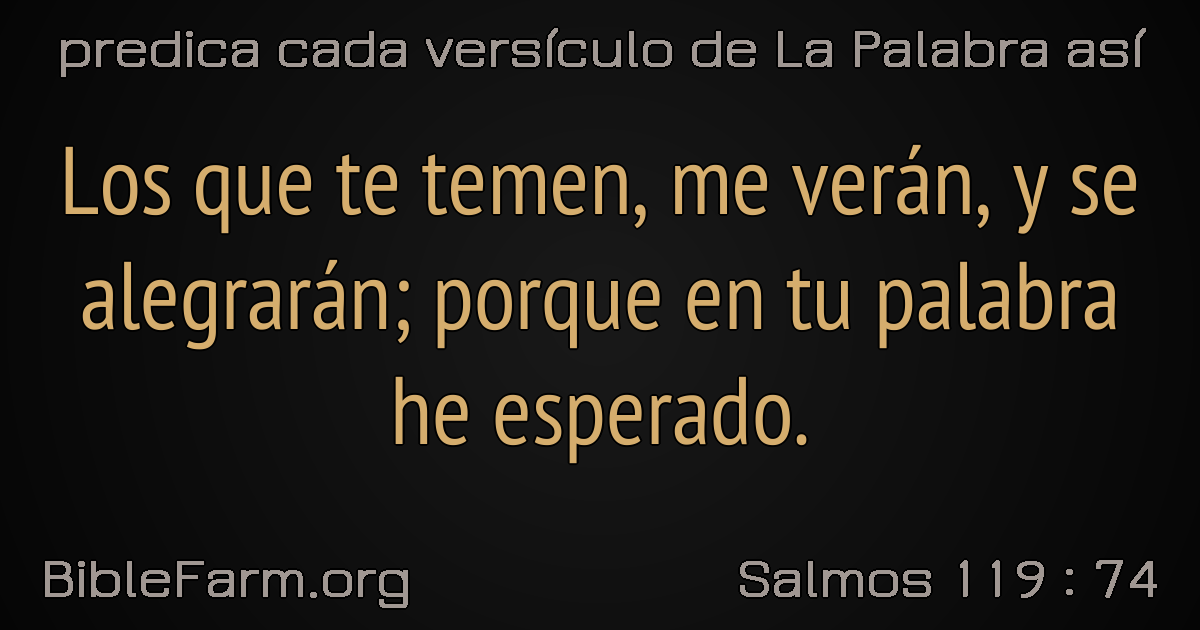 predica cada versículo de La Palabra así
Los que te temen, me verán, y se
alegrarán; porque en tu palabra
he esperado.
BibleFarm.org
Salmos 119 : 74